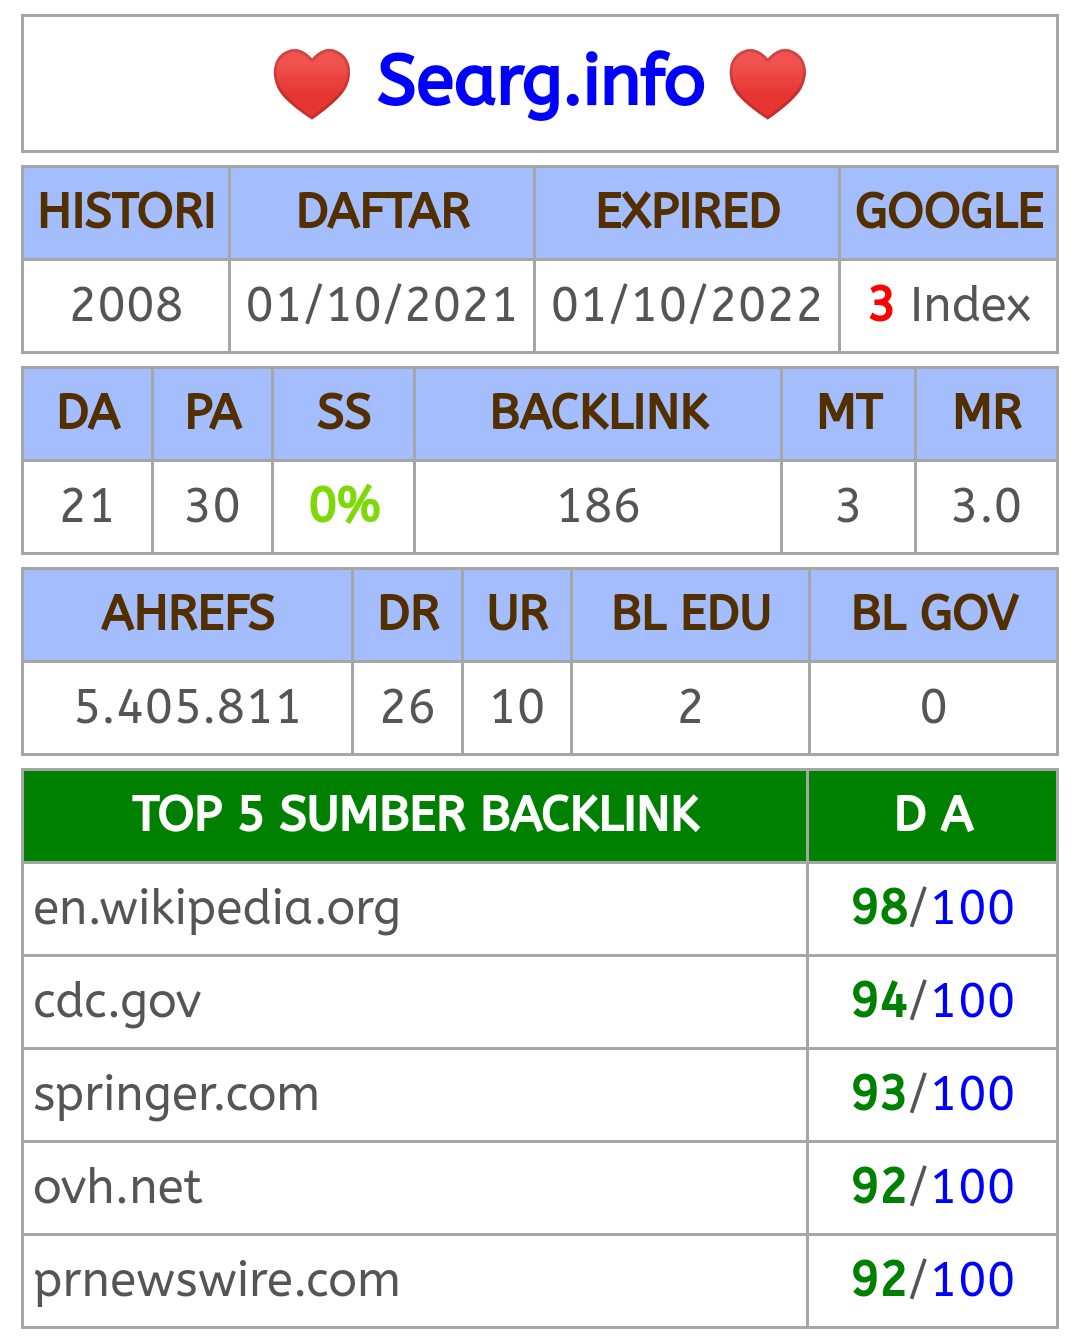 ❤️ Searg.info ❤️
HISTORI DAFTAR EXPIRED GOOGLE
2008 01/10/2021 01/10/2022 3 Index
DA PA SS BACKLINK MT MR
21 30 0% 186 3 3.0
AHREFS DR UR BL EDU BL GOV
5.405.811 26 10 2 0
TOP 5 SUMBER BACKLINK D A
en.wikipedia.org 98/100
cdc.gov 94/100
springer.com 93/100
ovh.net 92/100
prnewswire.com 92/100